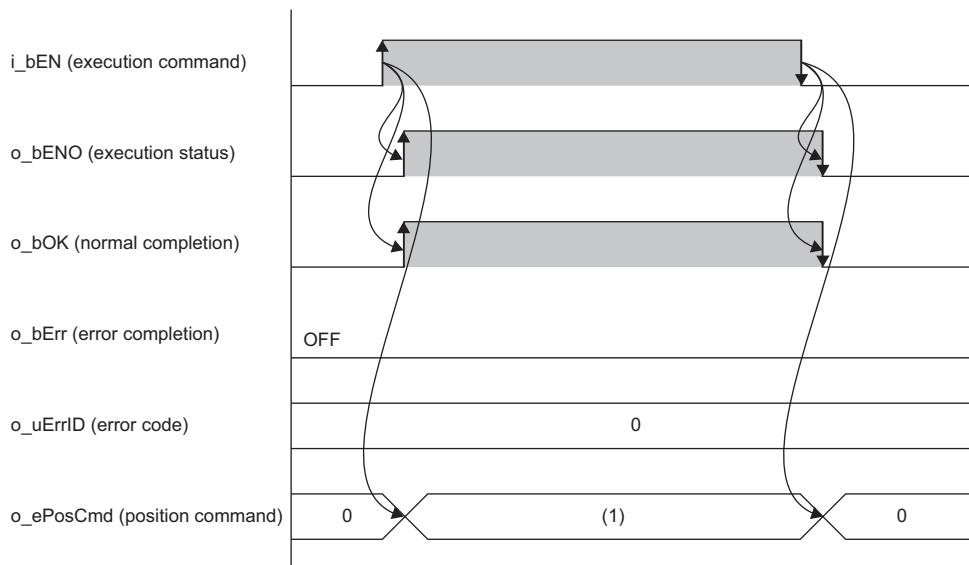 i_bEN (execution command)
o_bENO (execution status)
o_bOK (normal completion)
o_bErr (error completion)
OFF
o_uErrID (error code)
0
o_ePosCmd (position command)
0
(1)
0